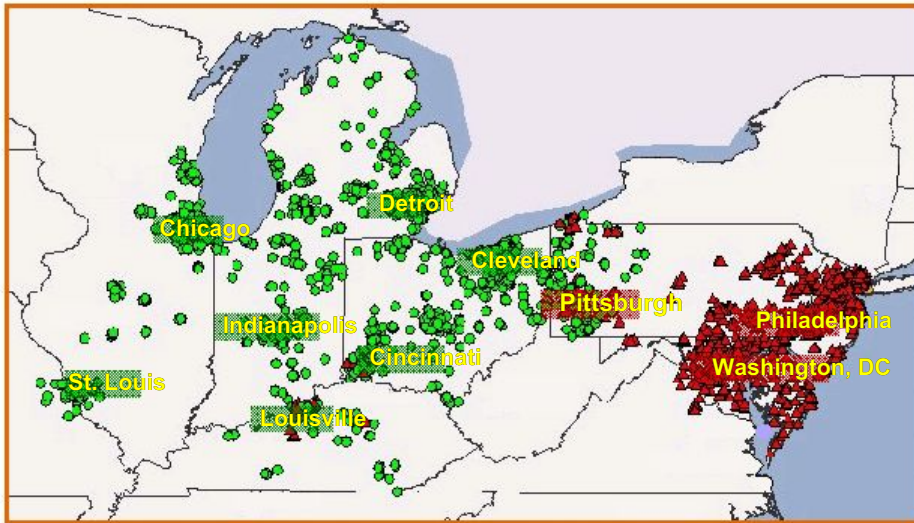 Detroit
Chicago
Cleveland
Pittsburgh
Indianapolis
Philadelphia
Cincinnati
Washington, DC
St. Louis
Louisville